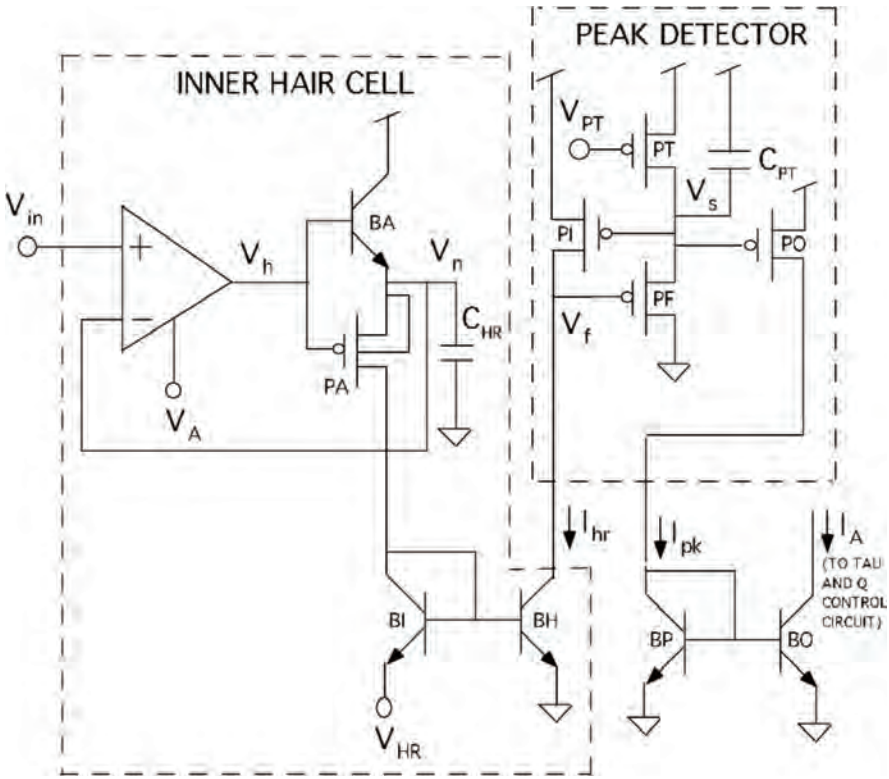 PEAK DETECTOR
INNER HAIR CELL
V_PT
PT
C_PT
V_in
+
BA
V_s
V_h
V_n
PI
PO
PF
−
C_HR
V_f
PA
V_A
I_hr
I_pk
I_A
(TO TAU
AND Q
CONTROL
CIRCUIT)
BI
BH
BP
BO
V_HR